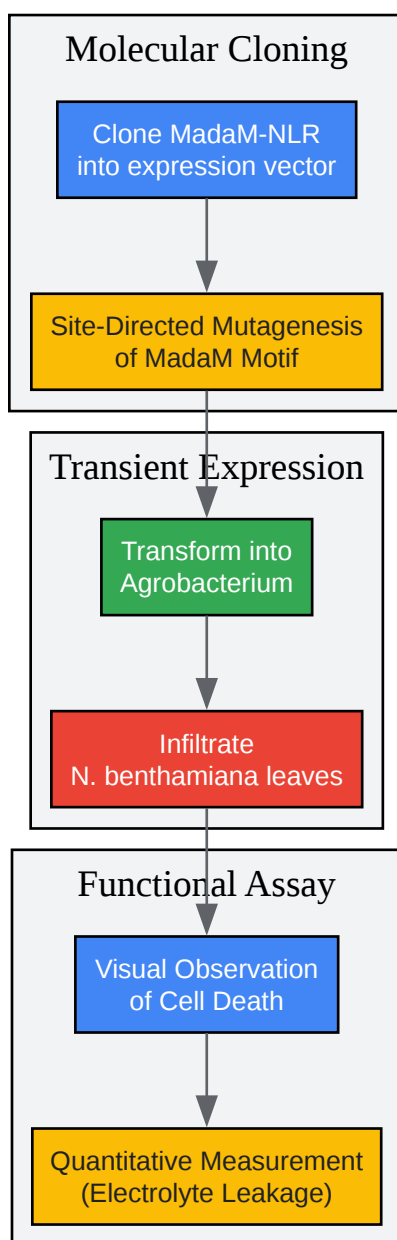 Molecular Cloning
Clone MadaM-NLR
into expression vector
Site-Directed Mutagenesis
of MadaM Motif
Transient Expression
Transform into
Agrobacterium
Infiltrate
N. benthamiana leaves
Functional Assay
Visual Observation
of Cell Death
Quantitative Measurement
(Electrolyte Leakage)